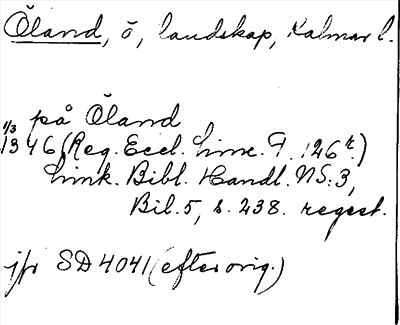 Öland, ö, landskap, Kalmar l.
på Öland
1/3 1346 (Reg. Eccl. Linc. F. 126r.)
Link. Bibl. Handl. NS:3,
Bil. 5, s. 238. regest.
jfr SD 4041 (efter orig.)